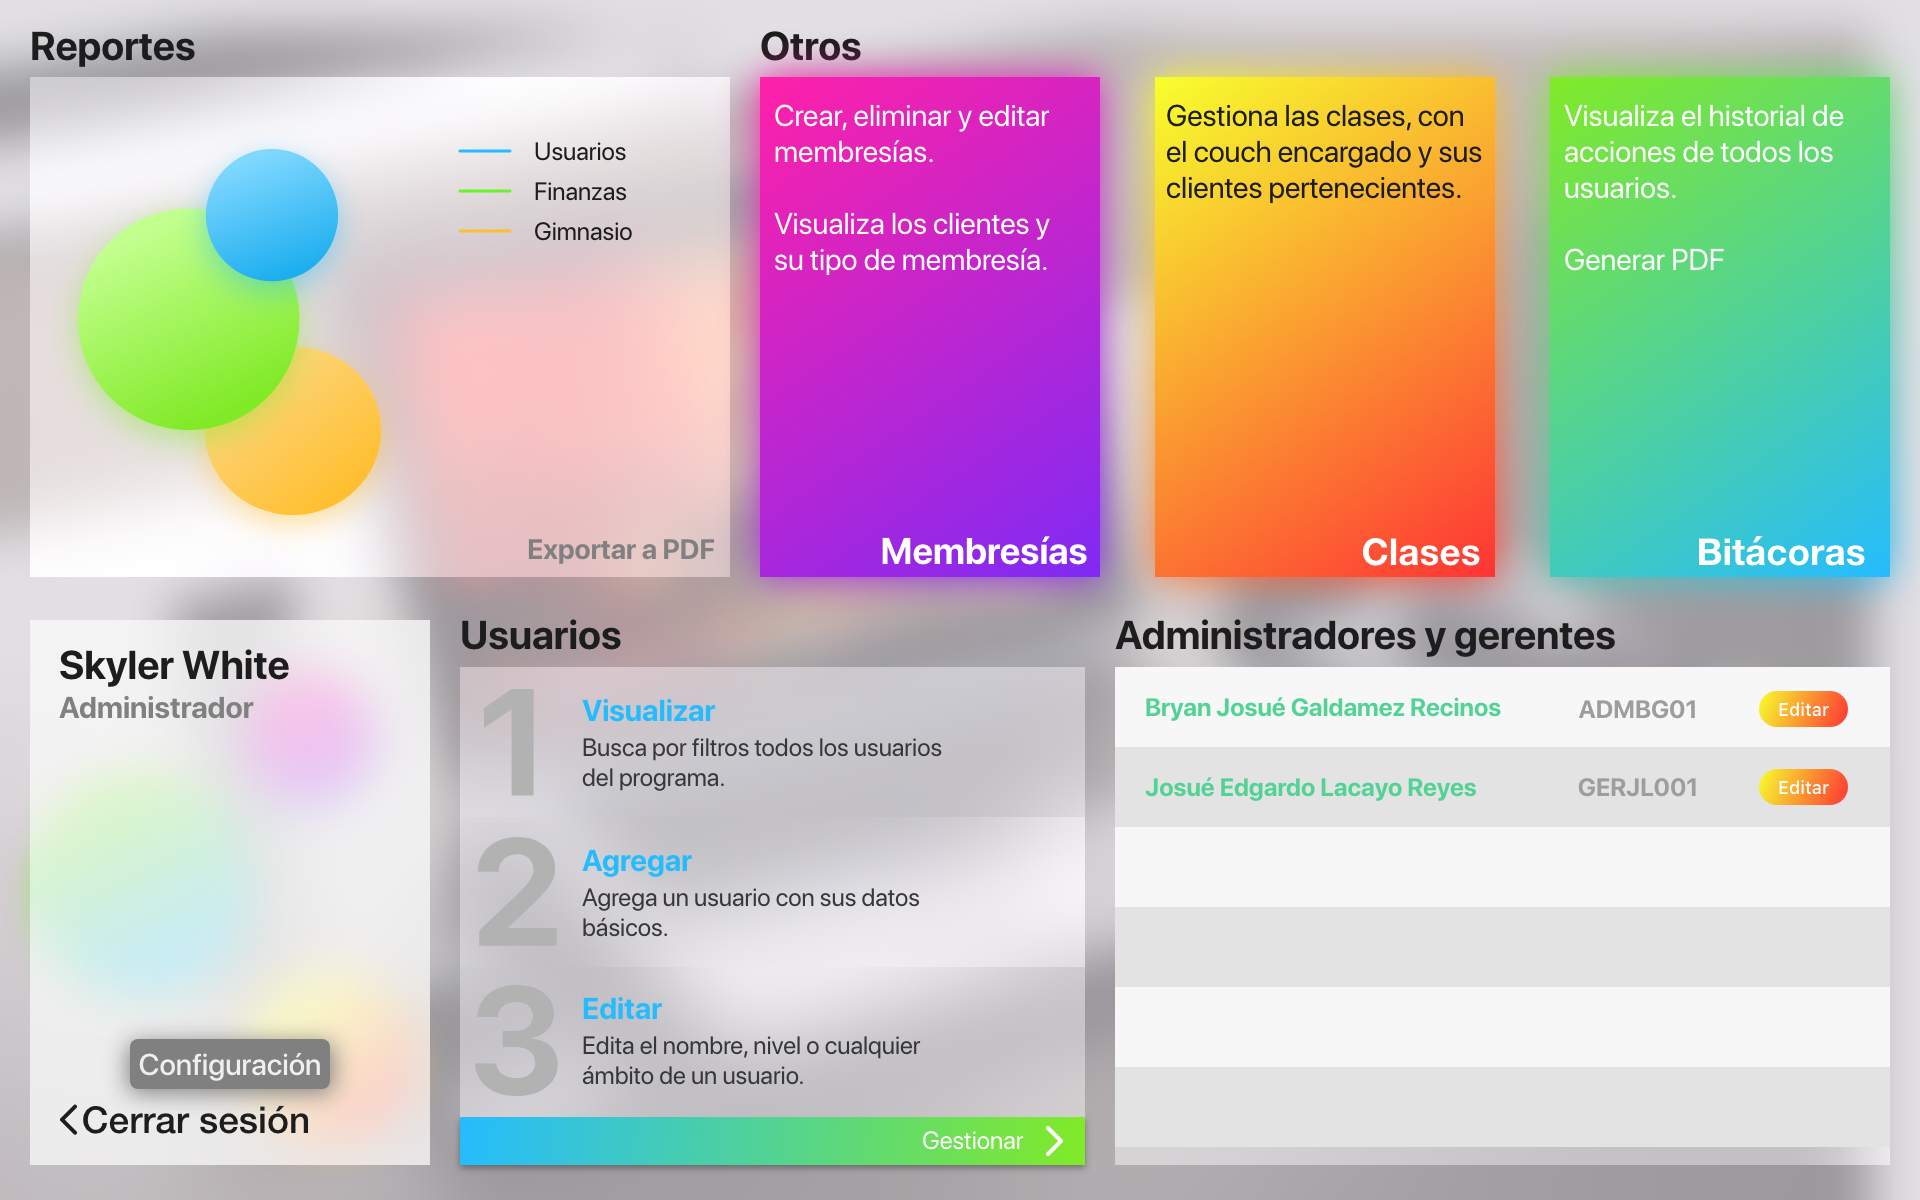 Reportes
Usuarios
Finanzas
Gimnasio
Exportar a PDF
Otros
Crear, eliminar y editar
membresías.
Visualiza los clientes y
su tipo de membresía.
Membresías
Gestiona las clases, con
el couch encargado y sus
clientes pertenecientes.
Clases
Visualiza el historial de
acciones de todos los
usuarios.
Generar PDF
Bitácoras
Skyler White
Administrador
Configuración
Cerrar sesión
Usuarios
1
Visualizar
Busca por filtros todos los usuarios
del programa.
2
Agregar
Agrega un usuario con sus datos
básicos.
3
Editar
Edita el nombre, nivel o cualquier
ámbito de un usuario.
Gestionar
Administradores y gerentes
Bryan Josué Galdamez Recinos ADMBG01 Editar
Josué Edgardo Lacayo Reyes GERJL001 Editar